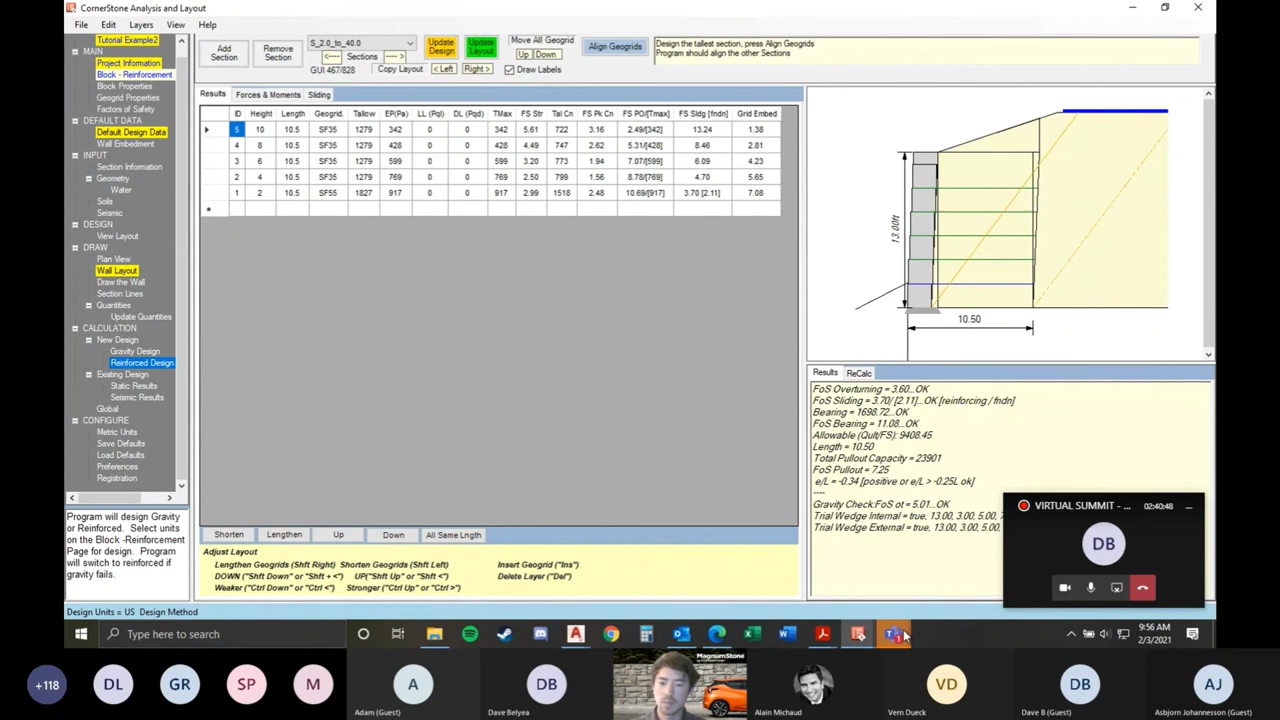 CornerStone Analysis and Layout
File Edit Layers View Help
Tutorial Example2
MAIN
Project Information
Block - Reinforcement
Block Properties
Geogrid Properties
Factors of Safety
DEFAULT DATA
Default Design Data
Wall Embedment
INPUT
Section Information
Geometry
Water
Soils
Seismic
DESIGN
View Layout
DRAW
Plan View
Wall Layout
Draw the Wall
Section Lines
Quantities
Update Quantities
CALCULATION
New Design
Gravity Design
Reinforced Design
Existing Design
Static Results
Seismic Results
Global
CONFIGURE
Metric Units
Save Defaults
Load Defaults
Preferences
Registration
Program will design Gravity
or Reinforced. Select units
on the Block -Reinforcement
Page for design. Program
will switch to reinforced if
gravity fails.
Design Units = US Design Method
Add Section
Remove Section
S_2.0_to_40.0
<---- Sections ---->
GUI 467/828
Update Design
Update Layout
Copy Layout < Left Right >
Move All Geogrid
Up Down
Draw Labels
Align Geogrids
Design the tallest section, press Align Geogrids
Program should align the other Sections
Results Forces & Moments Sliding
ID Height Length Geogrid. Tallow EP(Pa) LL (Pql) DL (Pqd) TMax FS Str Tal Cn FS Pk Cn FS PO/[Tmax] FS Sldg [fndn] Grid Embed
5 10 10.5 SF35 1279 342 0 0 342 5.61 722 3.16 2.49/[342] 13.24 1.38
4 8 10.5 SF35 1279 428 0 0 428 4.49 747 2.62 5.31/[428] 8.46 2.81
3 6 10.5 SF35 1279 599 0 0 599 3.20 773 1.94 7.07/[599] 6.09 4.23
2 4 10.5 SF35 1279 769 0 0 769 2.50 799 1.56 8.78/[769] 4.70 5.65
1 2 10.5 SF55 1827 917 0 0 917 2.99 1518 2.48 10.69/[917] 3.70 [2.11] 7.08
Shorten Lengthen Up Down All Same Lngth
Adjust Layout
Lengthen Geogrids (Shft Right) Shorten Geogrids (Shft Left) Insert Geogrid ("Ins")
DOWN ("Shft Down" or "Shft + <") UP("Shft Up" or "Shft <") Delete Layer ("Del")
Weaker ("Ctrl Down" or "Ctrl <") Stronger ("Ctrl Up" or "Ctrl >")
13.00ft
10.50
Results ReCalc
FoS Overturning = 3.60...OK
FoS Sliding = 3.70/ [2.11]...OK [reinforcing / fndn]
Bearing = 1698.72...OK
FoS Bearing = 11.08...OK
Allowable (Qult/FS) = 9408.45
Length = 10.50
Total Pullout Capacity = 23901
FoS Pullout = 7.25
e/L = -0.34 [positive or e/L > -0.25L ok]
----
Gravity Check:FoS ot = 5.01...OK
Trial Wedge Internal = true, 13.00, 3.00, 5.00,
Trial Wedge External = true, 13.00, 3.00, 5.00,
VIRTUAL SUMMIT - ... 02:40:48
DB
Type here to search
9:56 AM
2/3/2021
+118 DL GR SP M A DB MagnumStone VD DB AJ
Adam (Guest) Dave Belyea Alain Michaud Vern Dueck Dave B (Guest) Asbjorn Johannesson (Guest)